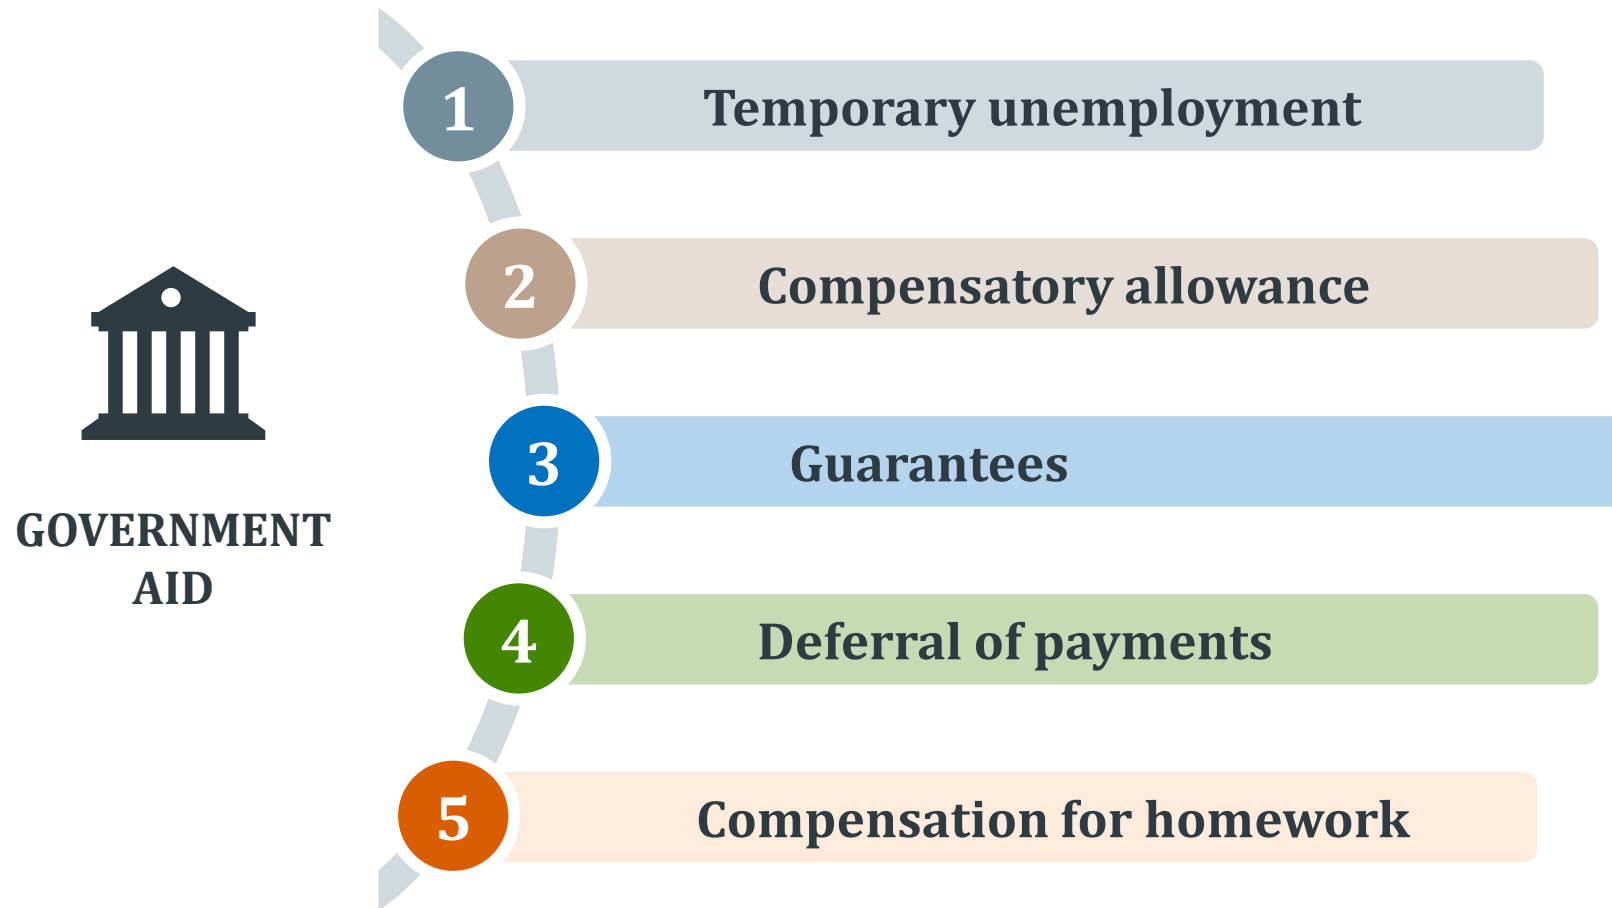 GOVERNMENT
AID
1
Temporary unemployment
2
Compensatory allowance
3
Guarantees
4
Deferral of payments
5
Compensation for homework